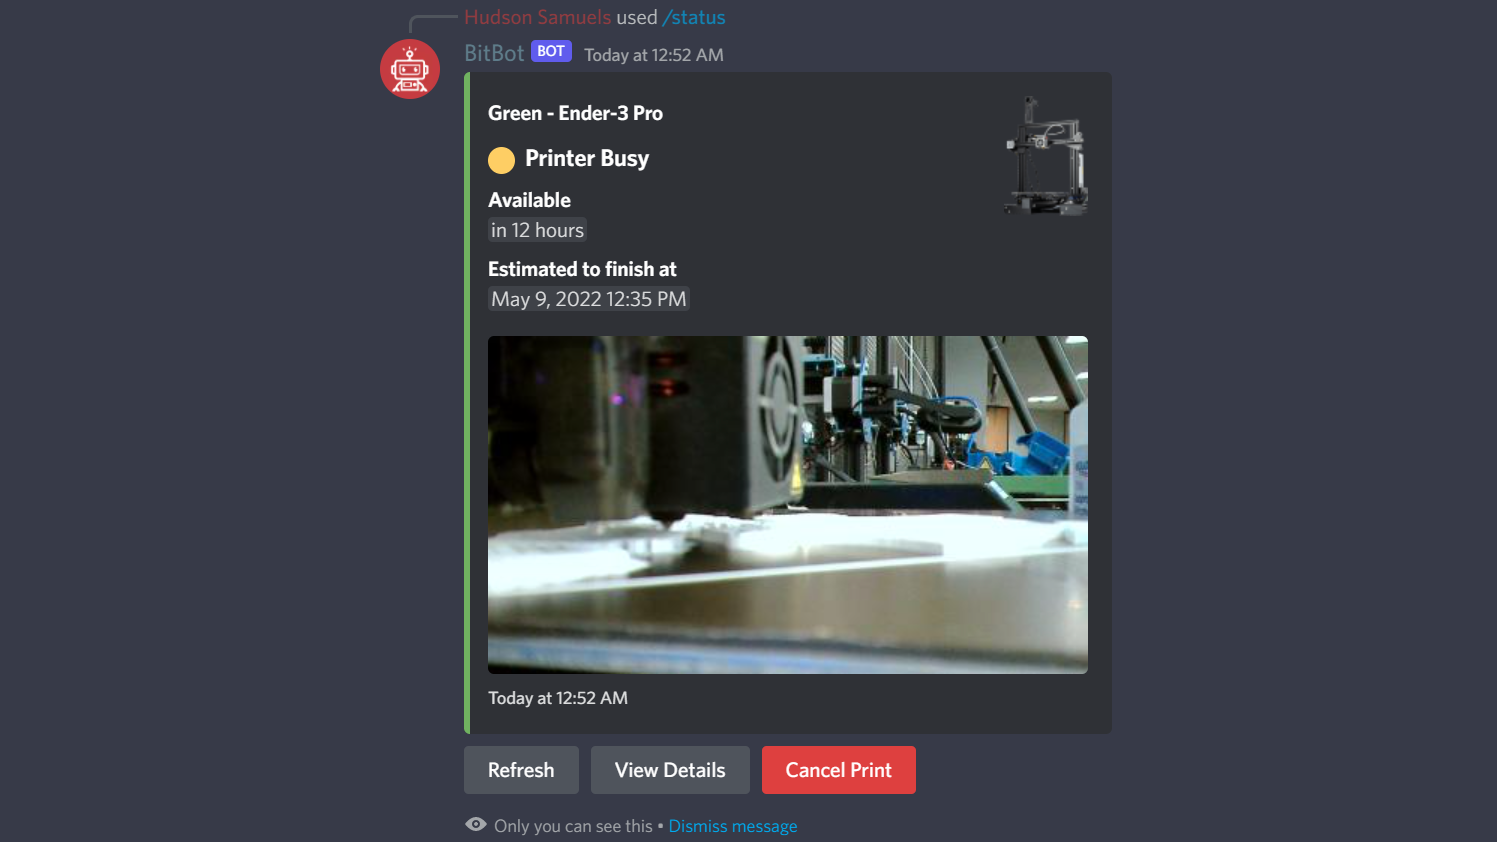 Hudson Samuels used /status
BitBot BOT Today at 12:52 AM
Green - Ender-3 Pro
Printer Busy
Available
in 12 hours
Estimated to finish at
May 9, 2022 12:35 PM
Today at 12:52 AM
Refresh View Details Cancel Print
Only you can see this • Dismiss message